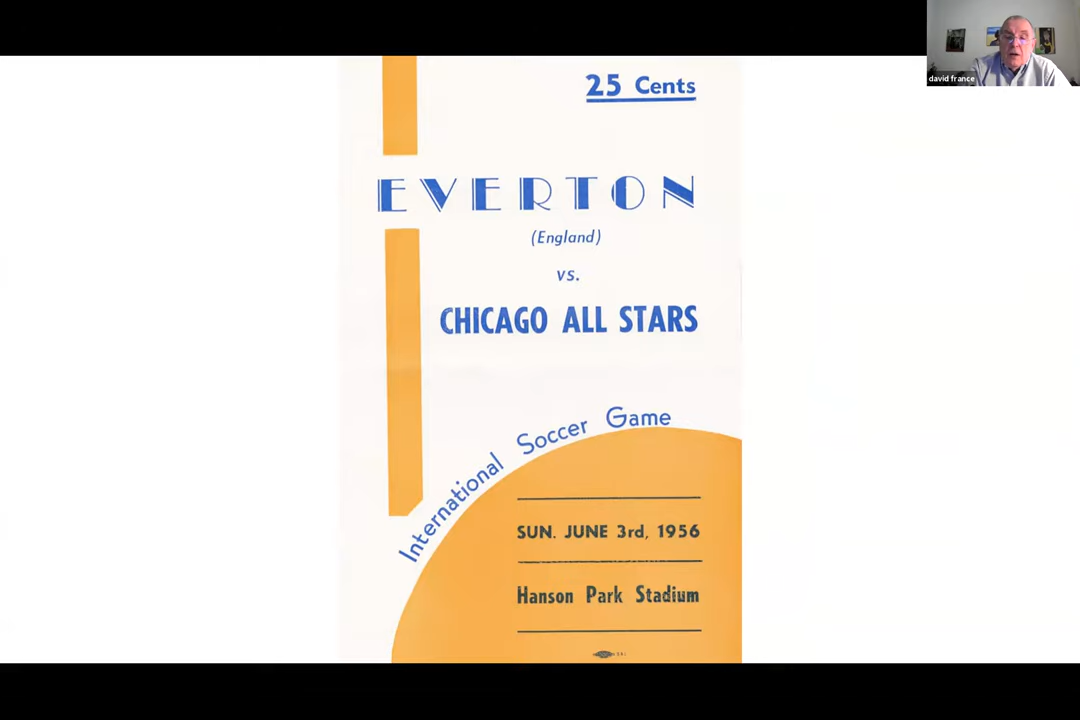 david france
25 Cents
EVERTON
(England)
vs.
CHICAGO ALL STARS
International Soccer Game
SUN. JUNE 3rd, 1956
Hanson Park Stadium